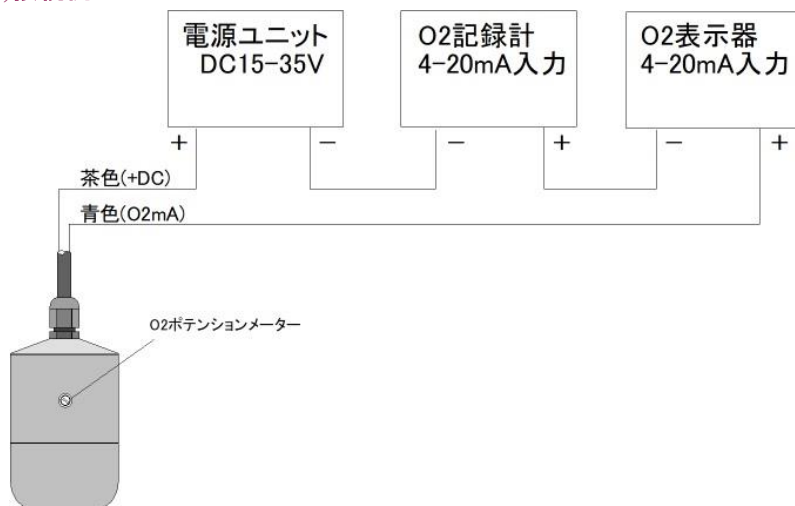 電源ユニット
DC15-35V
O2記録計
4-20mA入力
O2表示器
4-20mA入力
+
-
-
+
-
+
茶色(+DC)
青色(O2mA)
O2ポテンションメーター